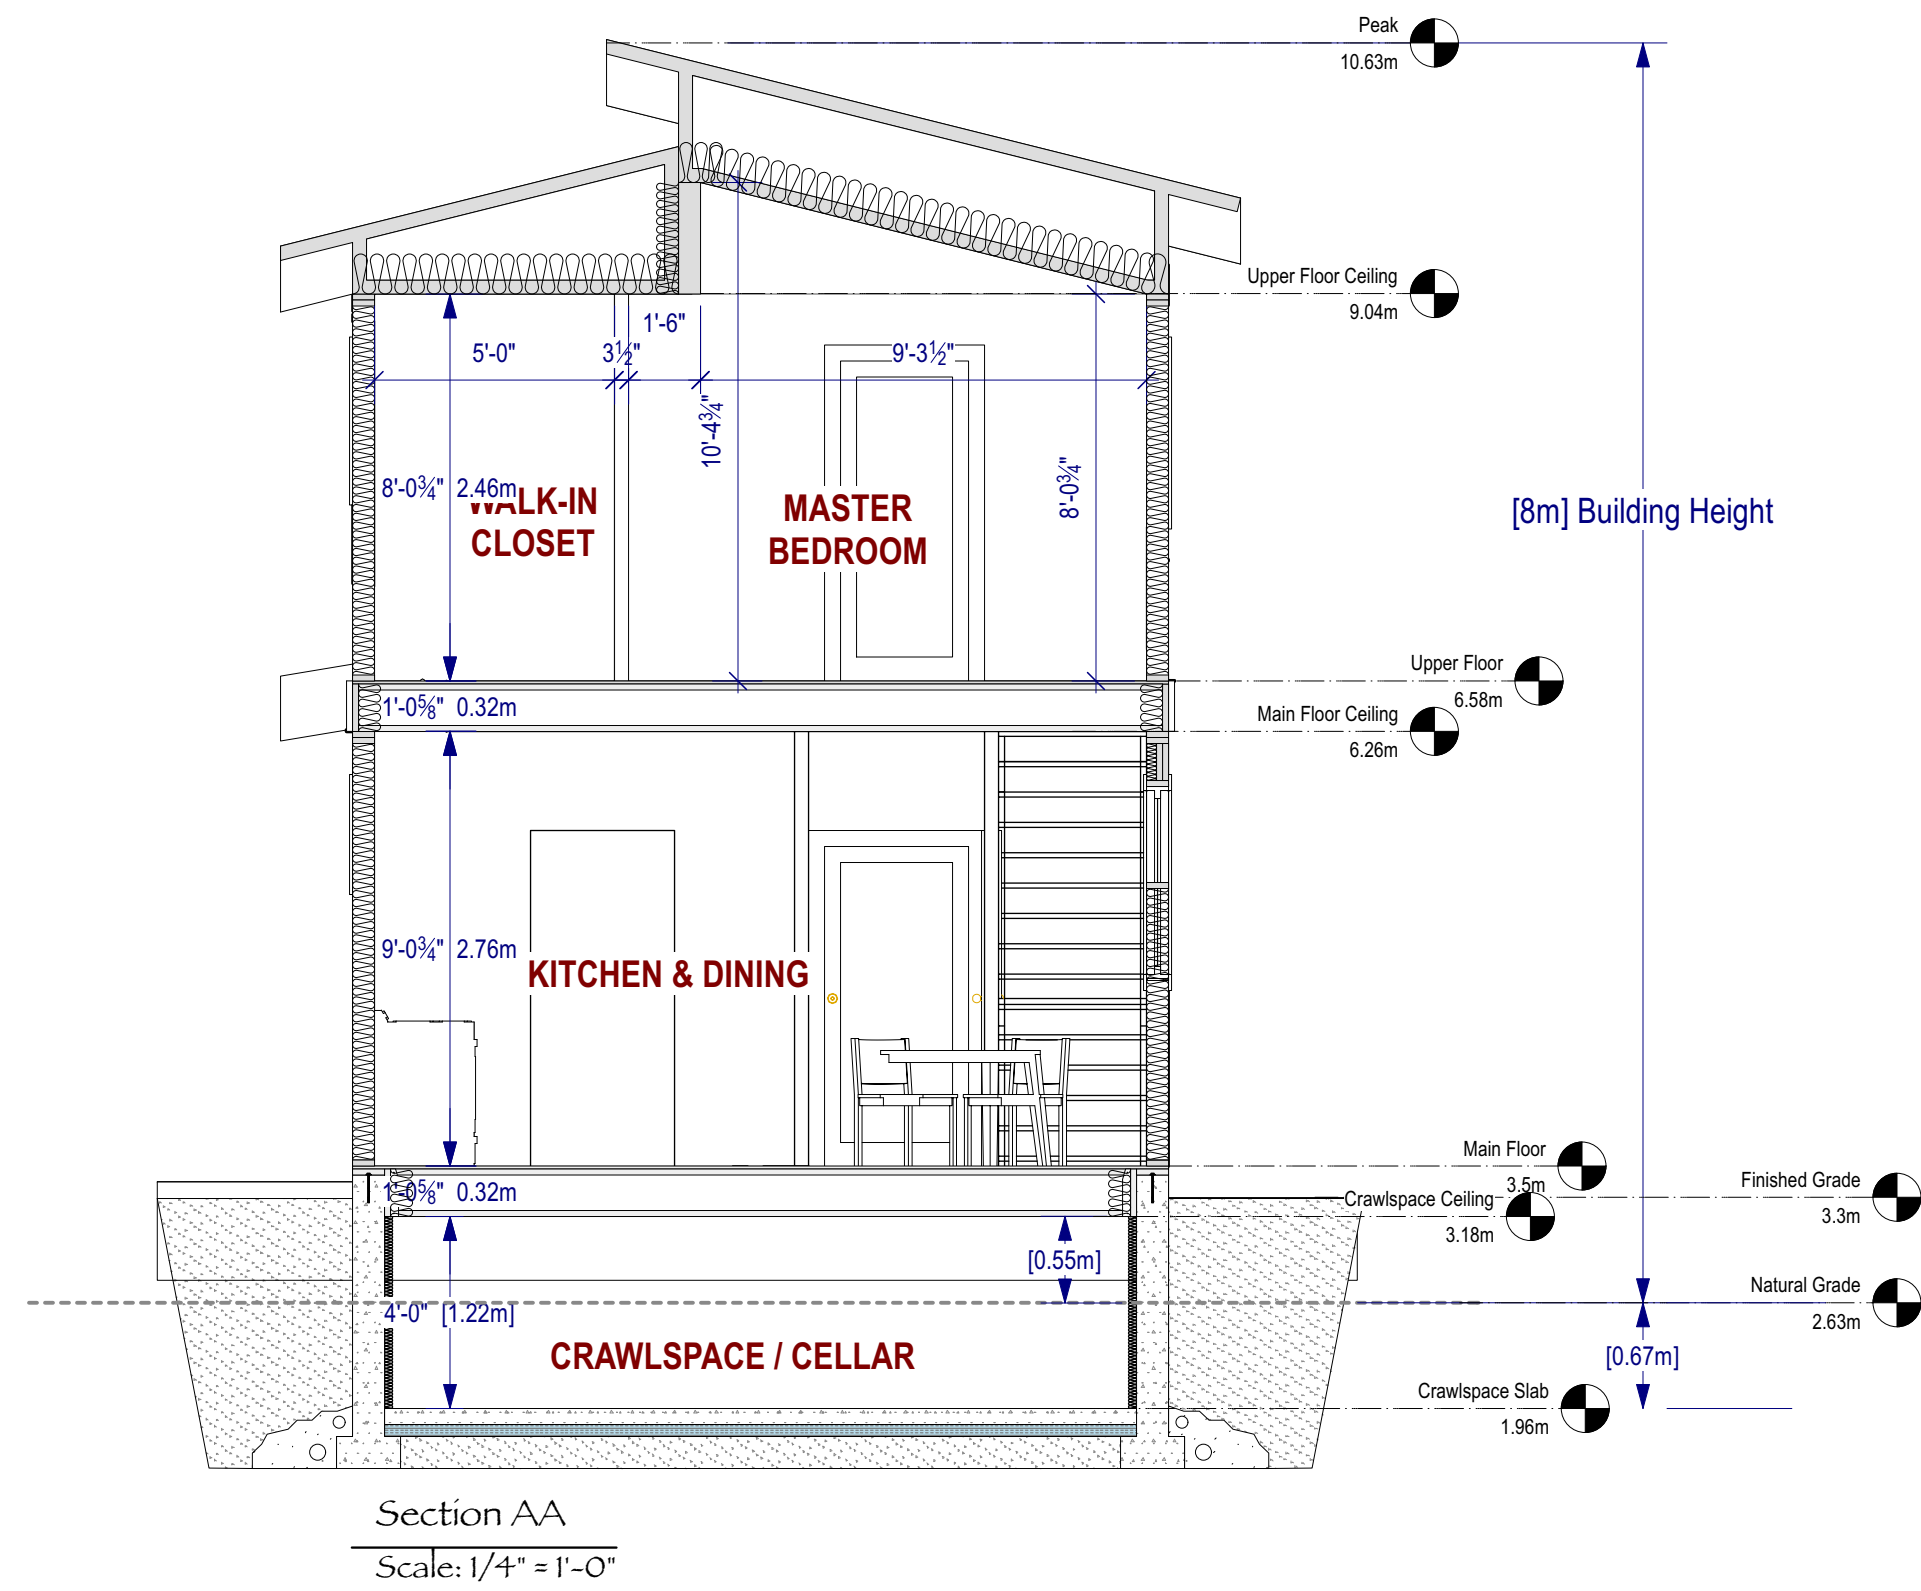 Peak
10.63m
Upper Floor Ceiling
9.04m
1'-6"
5'-0"
3½"
9'-3½"
10'-4¾"
8'-0¾"
8'-0¾" 2.46m
WALK-IN
CLOSET
MASTER
BEDROOM
[8m] Building Height
Upper Floor
6.58m
1'-0⅝" 0.32m
Main Floor Ceiling
6.26m
9'-0¾" 2.76m
KITCHEN & DINING
Main Floor
3.5m
Finished Grade
3.3m
1'-0⅝" 0.32m
Crawlspace Ceiling
3.18m
[0.55m]
Natural Grade
2.63m
4'-0" [1.22m]
CRAWLSPACE / CELLAR
[0.67m]
Crawlspace Slab
1.96m
Section AA
Scale: 1/4" = 1'-0"